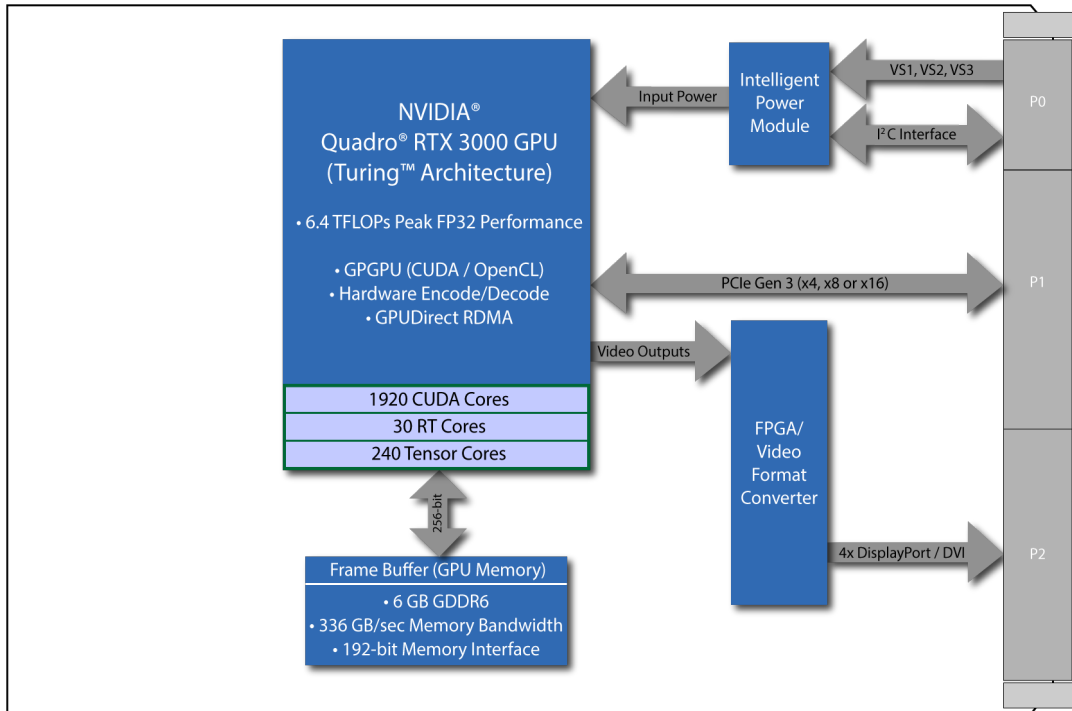 NVIDIA®
Quadro® RTX 3000 GPU
(Turing™ Architecture)
• 6.4 TFLOPs Peak FP32 Performance
• GPGPU (CUDA / OpenCL)
• Hardware Encode/Decode
• GPUDirect RDMA
1920 CUDA Cores
30 RT Cores
240 Tensor Cores
256-bit
Frame Buffer (GPU Memory)
• 6 GB GDDR6
• 336 GB/sec Memory Bandwidth
• 192-bit Memory Interface
Input Power
Intelligent
Power
Module
VS1, VS2, VS3
I²C Interface
P0
PCIe Gen 3 (x4, x8 or x16)
P1
Video Outputs
FPGA/
Video
Format
Converter
4x DisplayPort / DVI
P2